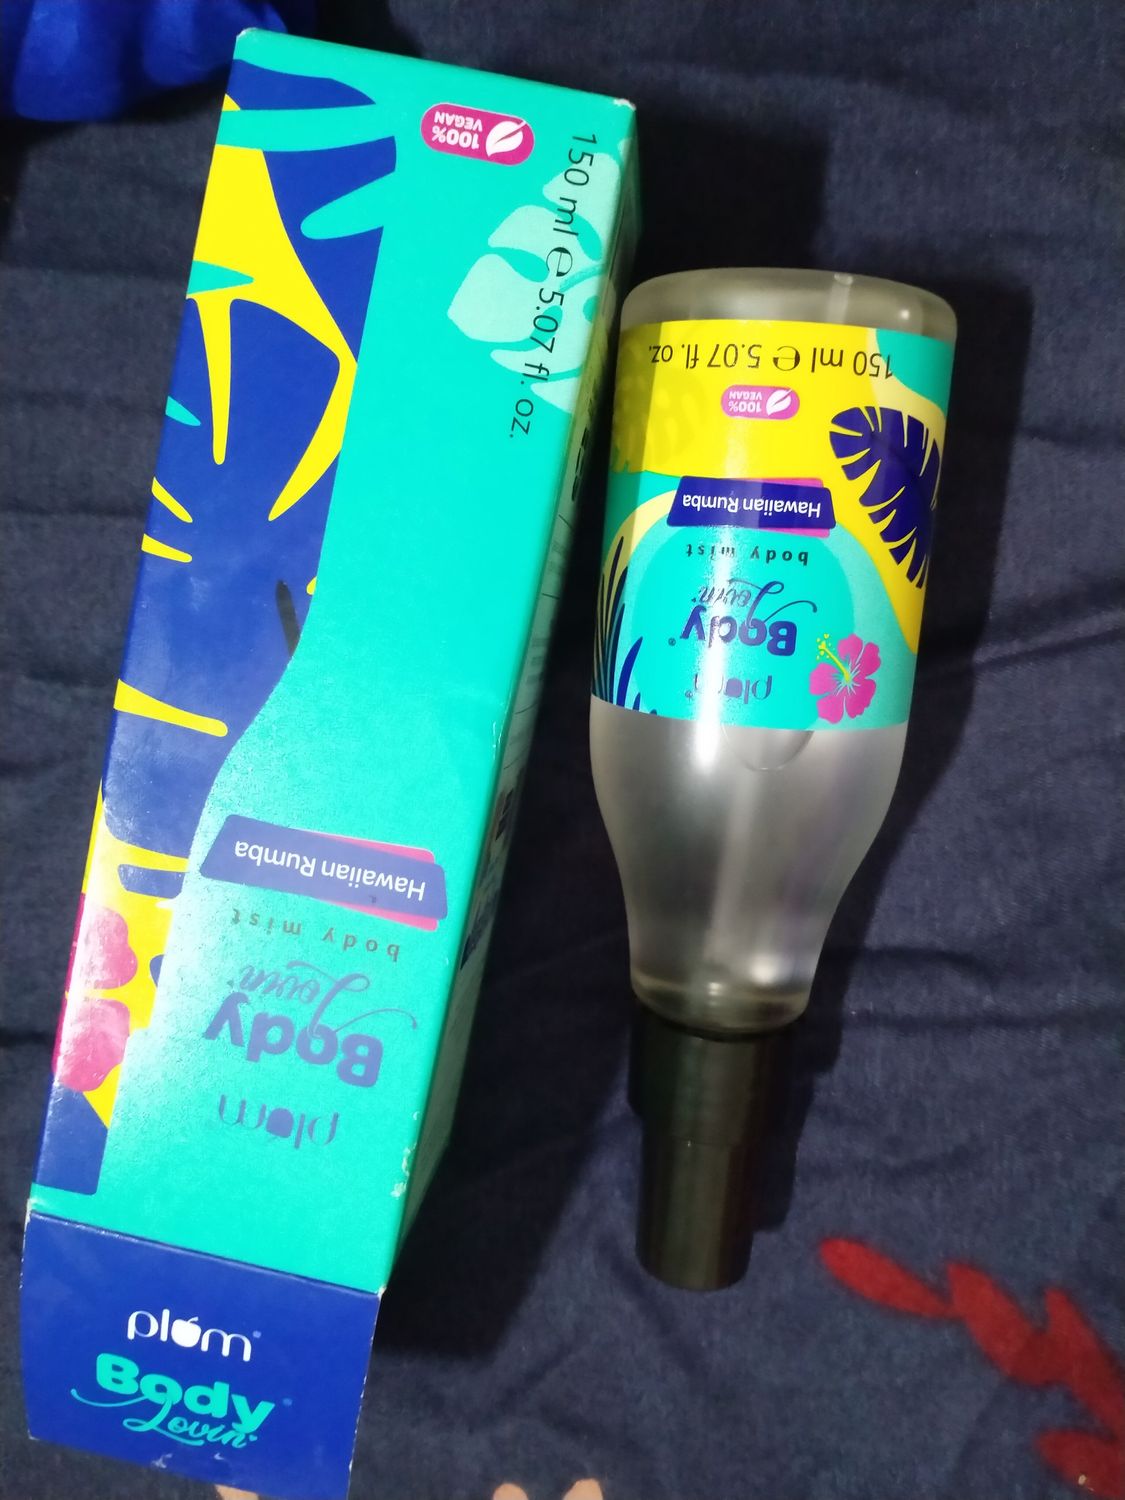 plum
Body
Lovin'
body mist
Hawaiian Rumba
100%
VEGAN
150 ml ℮ 5.07 fl. oz.
plum
Body
Lovin'
plum
Body
Lovin'
body mist
Hawaiian Rumba
100%
VEGAN
150 ml ℮ 5.07 fl. oz.